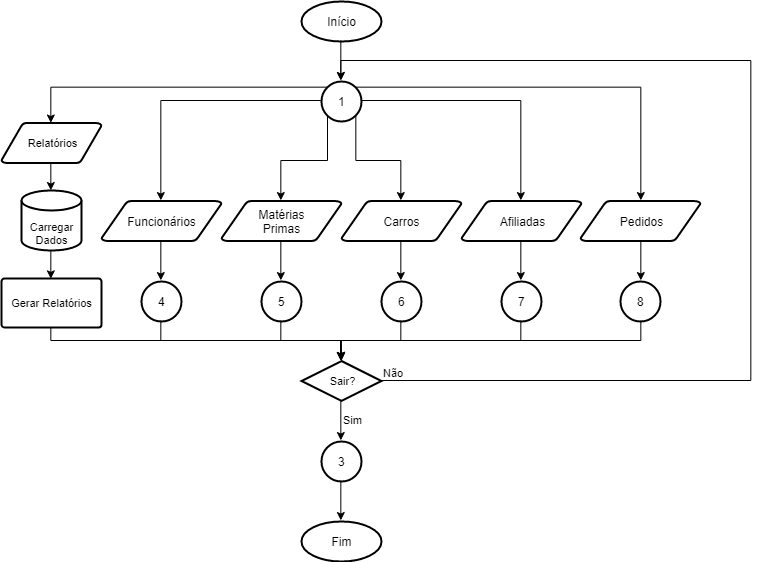 Início
1
Relatórios
Funcionários
Matérias
Primas
Carros
Afiliadas
Pedidos
Carregar
Dados
Gerar Relatórios
4
5
6
7
8
Sair?
Não
Sim
3
Fim